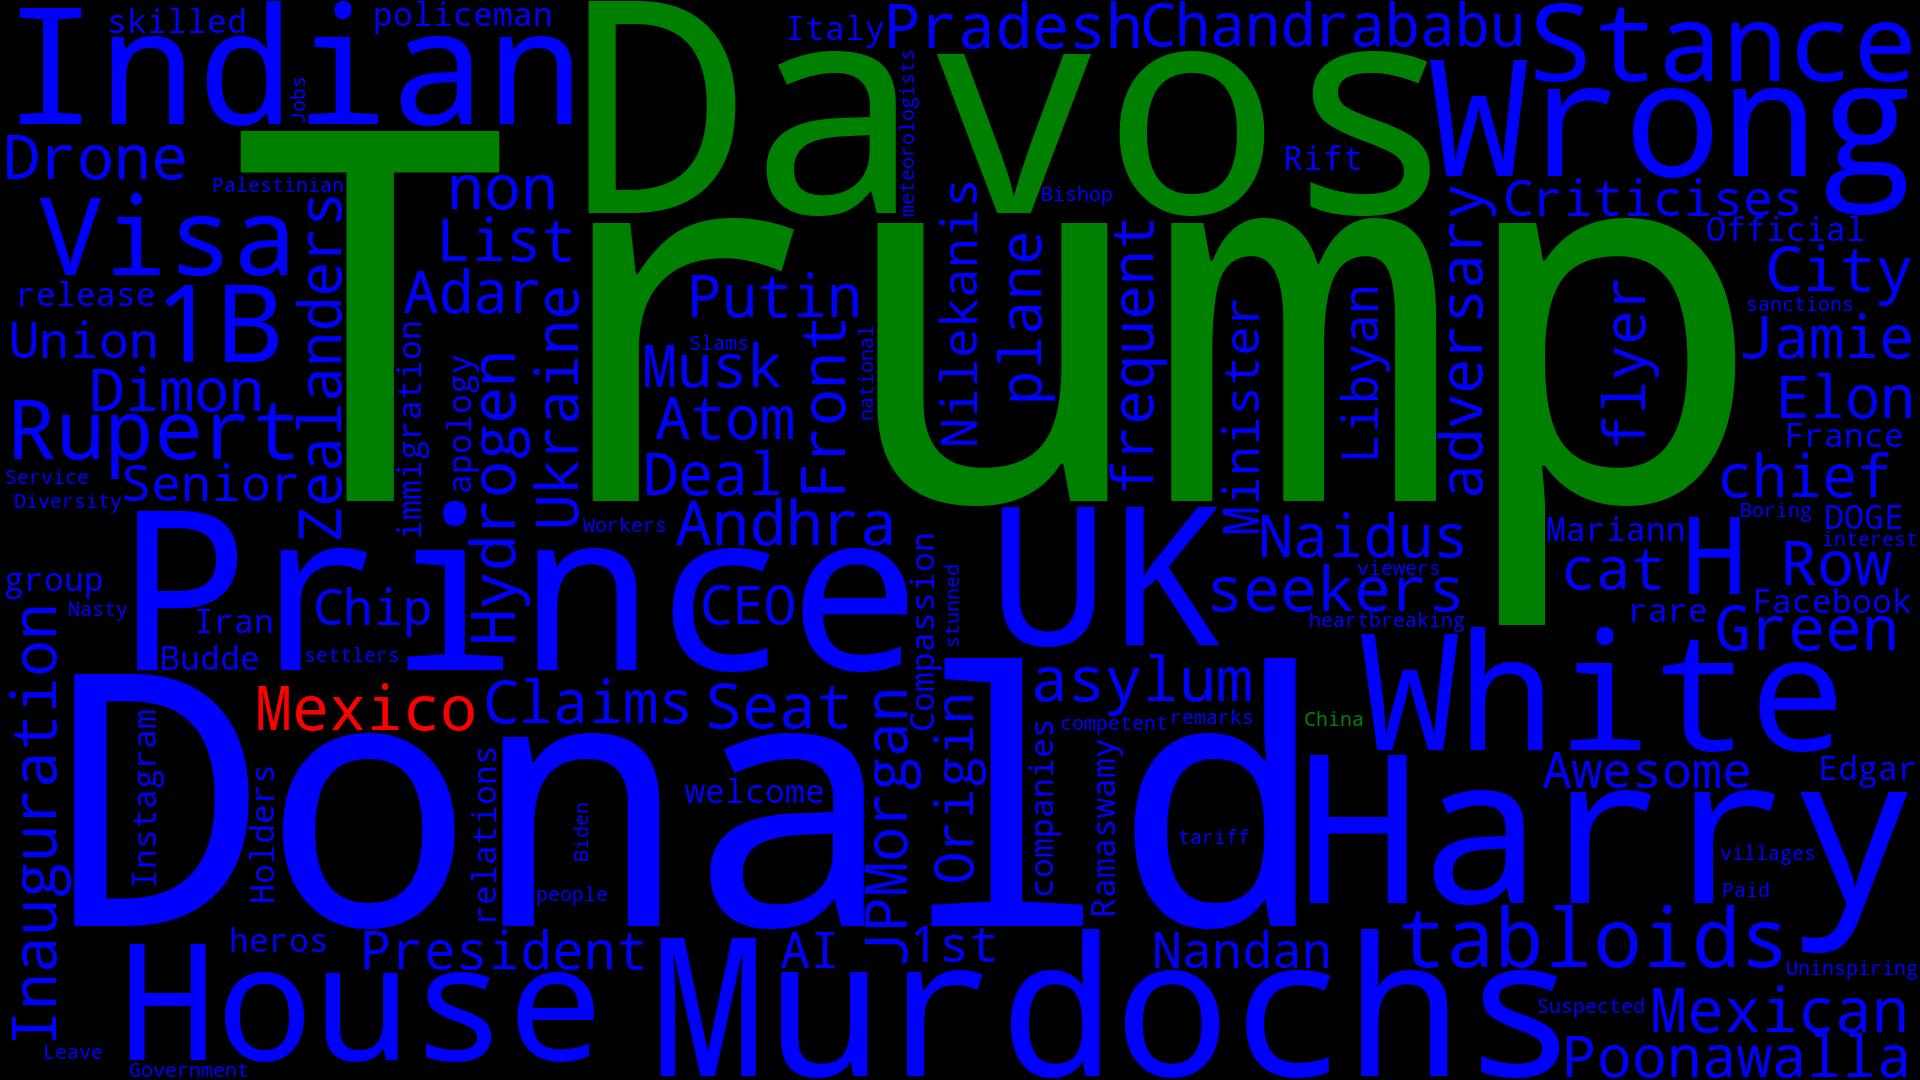 skilled
policeman
Indian
Davos
Italy
Pradesh
Chandrababu
Stance
Jobs
meteorologists
Wrong
Drone
Trump
Palestinian
non
Rift
Bishop
Criticises
Visa
zealanders
List
Nilekanis
plane
frequent
adversary
Official
release
1B
Adar
Ukraine
Putin
Minister
Libyan
flyer
City
sanctions
Union
immigration
Slams
Front
national
Jamie
Dimon
apology
Hydrogen
Musk
Elon
Rupert
Atom
France
Service
Senior
Deal
chief
Diversity
Workers
Andhra
UK
Naidus
Mariann
H
Boring
DOGE
interest
Prince
Compassion
stunned
viewers
seekers
cat
Row
group
Nasty
Iran
Chip
CEO
heartbreaking
rare
Facebook
Green
Inauguration
Budde
settlers
White
Mexico
Claims
Seat
JPMorgan
Origin
asylum
competent
remarks
China
Donald
Instagram
Holders
relations
Biden
people
welcome
companies
Ramaswamy
tariff
Harry
Awesome
Edgar
villages
Paid
heros
President
AI
1st
Nandan
tabloids
House
Murdochs
Uninspiring
Suspected
Mexican
Leave
Government
Poonawalla